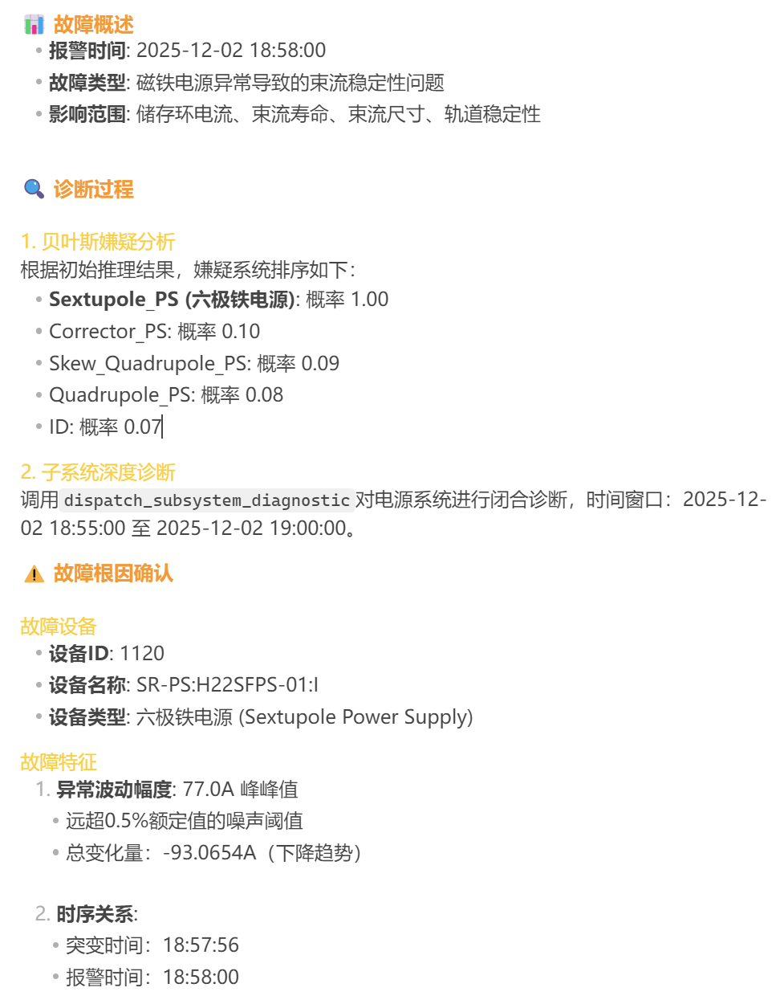 故障概述
报警时间: 2025-12-02 18:58:00
故障类型: 磁铁电源异常导致的束流稳定性问题
影响范围: 储存环电流、束流寿命、束流尺寸、轨道稳定性
诊断过程
1. 贝叶斯嫌疑分析
根据初始推理结果，嫌疑系统排序如下：
Sextupole_PS (六极铁电源): 概率 1.00
Corrector_PS: 概率 0.10
Skew_Quadrupole_PS: 概率 0.09
Quadrupole_PS: 概率 0.08
ID: 概率 0.07
2. 子系统深度诊断
调用 dispatch_subsystem_diagnostic 对电源系统进行闭合诊断，时间窗口：2025-12-
02 18:55:00 至 2025-12-02 19:00:00。
故障根因确认
故障设备
设备ID: 1120
设备名称: SR-PS:H22SFPS-01:I
设备类型: 六极铁电源 (Sextupole Power Supply)
故障特征
1. 异常波动幅度: 77.0A 峰峰值
远超0.5%额定值的噪声阈值
总变化量：-93.0654A（下降趋势）
2. 时序关系:
突变时间：18:57:56
报警时间：18:58:00